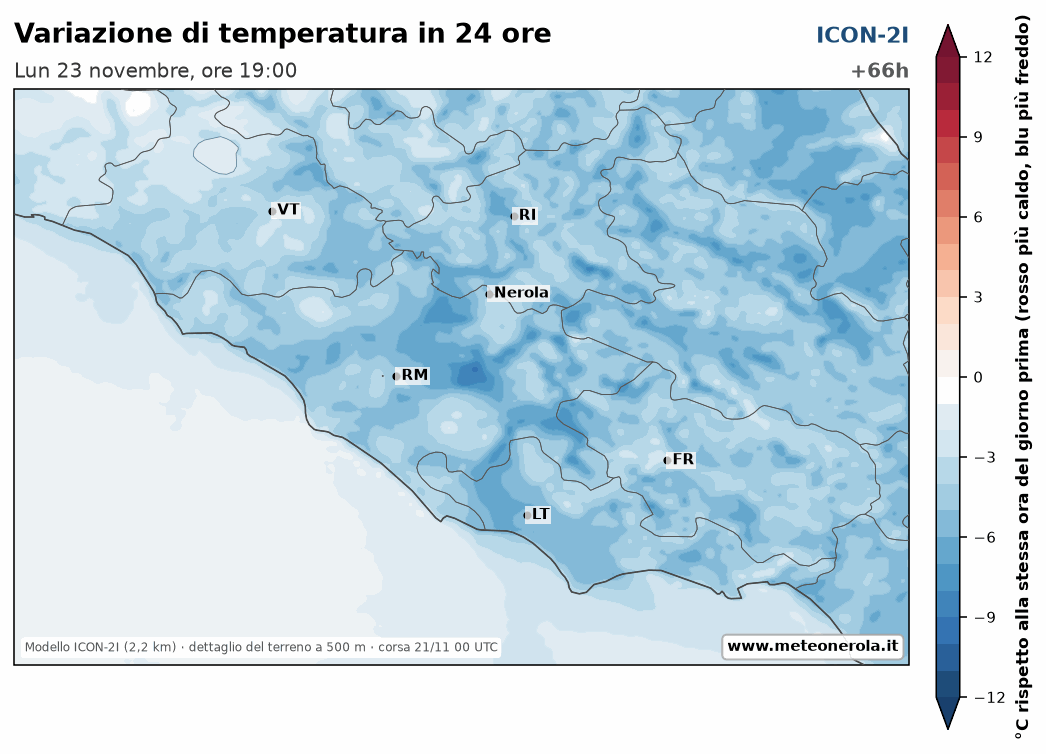 Variazione di temperatura in 24 ore
ICON-2I
Lun 23 novembre, ore 19:00
+66h
VT
RI
Nerola
RM
FR
LT
Modello ICON-2I (2,2 km) · dettaglio del terreno a 500 m · corsa 21/11 00 UTC
www.meteonerola.it
12
9
6
3
0
−3
−6
−9
−12
°C rispetto alla stessa ora del giorno prima (rosso più caldo, blu più freddo)